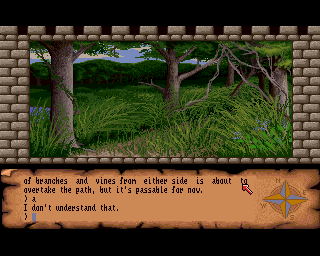 of branches and vines from either side is about to
overtake the path, but it's passable for now.
) a
I don't understand that.
)
N
S